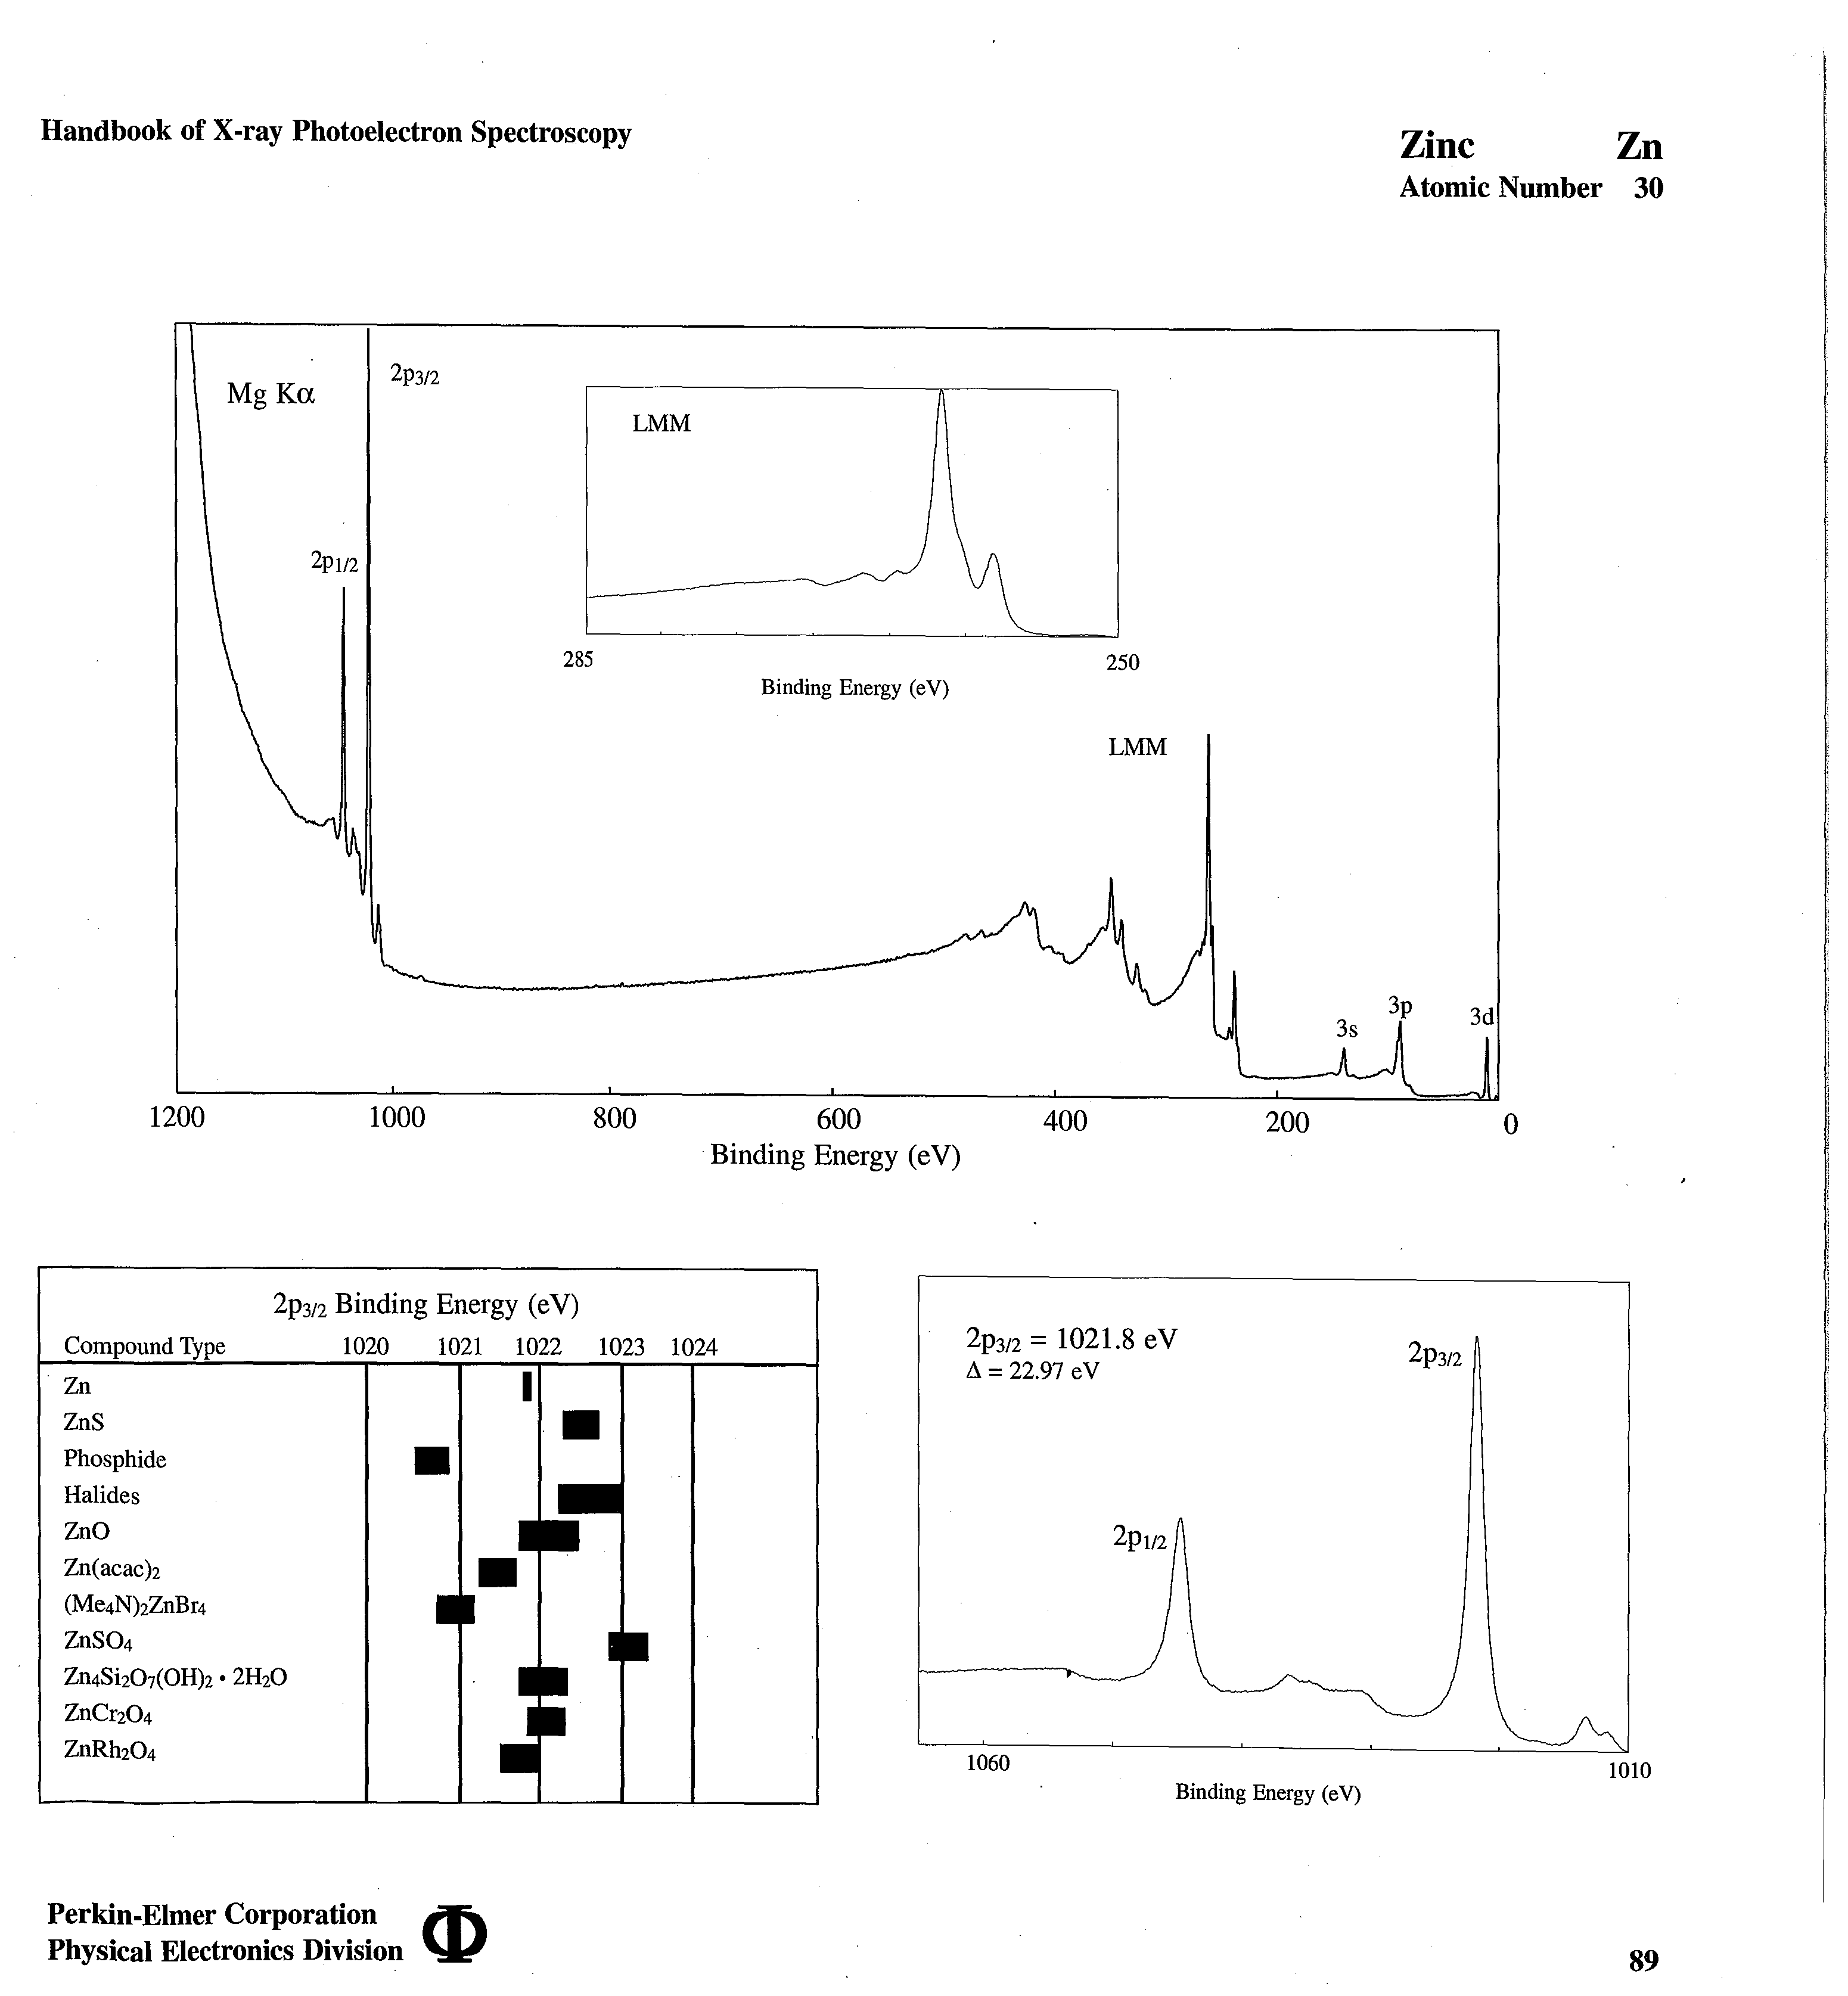 Handbook of X-ray Photoelectron Spectroscopy
Zinc Zn
Atomic Number 30
Mg Kα
2p3/2
2p1/2
LMM
285 250
Binding Energy (eV)
LMM
3s
3p
3d
1200 1000 800 600 400 200 0
Binding Energy (eV)
2p3/2 Binding Energy (eV)
Compound Type 1020 1021 1022 1023 1024
Zn
ZnS
Phosphide
Halides
ZnO
Zn(acac)2
(Me4N)2ZnBr4
ZnSO4
Zn4Si2O7(OH)2 • 2H2O
ZnCr2O4
ZnRh2O4
2p3/2 = 1021.8 eV
Δ = 22.97 eV
2p3/2
2p1/2
1060 1010
Binding Energy (eV)
Perkin-Elmer Corporation
Physical Electronics Division
89